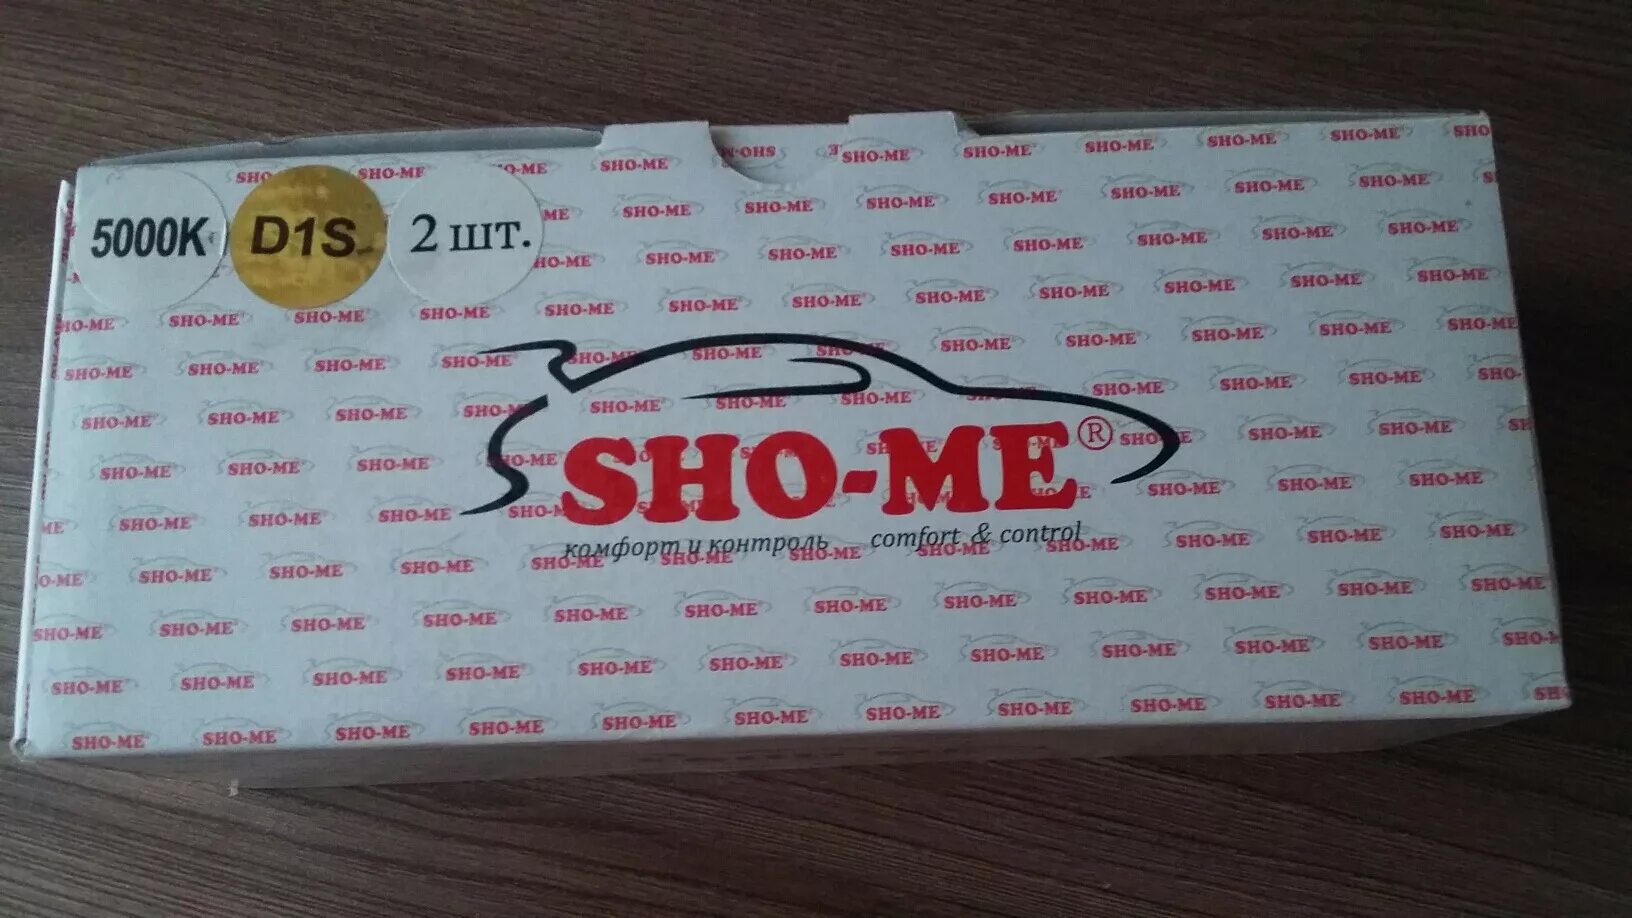 5000K D1S 2 шт.
SHO-ME®
комфорт и контроль comfort & control